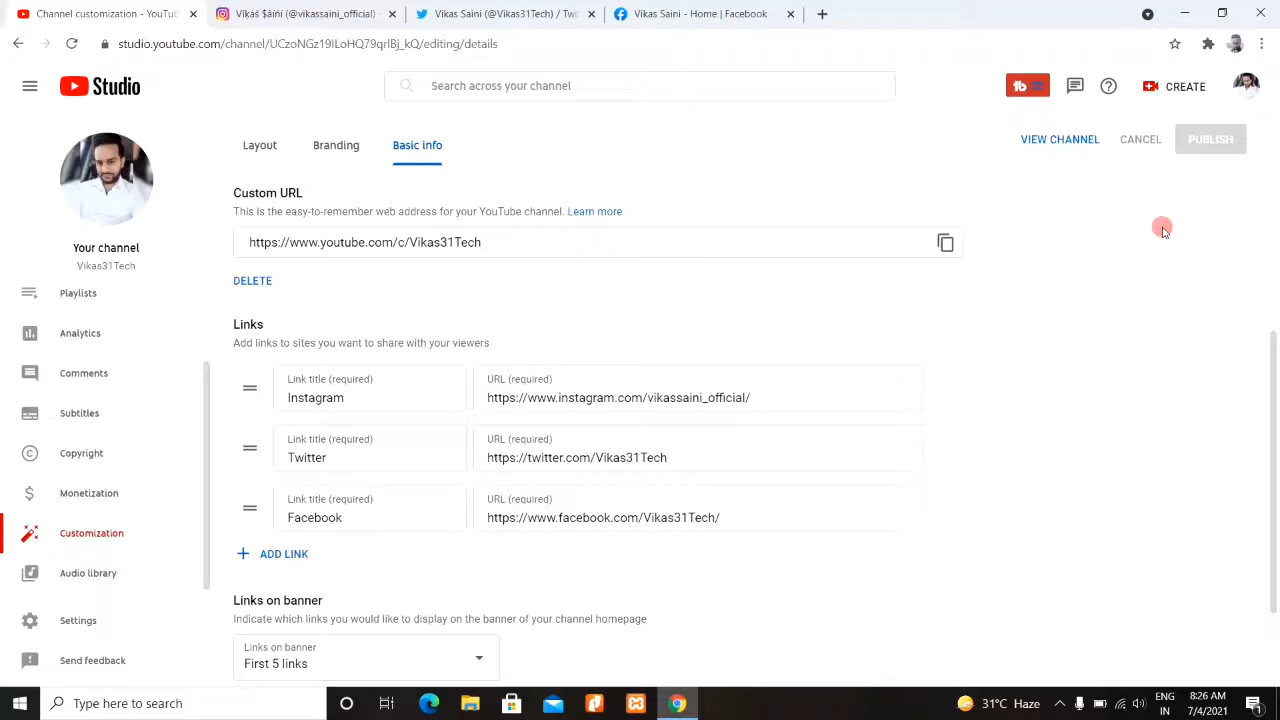 Channel customization - YouTub
Vikas Saini (@vikassaini_official)
Vikas Saini (@Vikas31Tech) / Twi
Vikas Saini - Home | Facebook
studio.youtube.com/channel/UCzoNGz19ILoHQ79qrlBj_kQ/editing/details
Studio
Search across your channel
CREATE
Layout
Branding
Basic info
VIEW CHANNEL
CANCEL
PUBLISH
Custom URL
This is the easy-to-remember web address for your YouTube channel. Learn more
https://www.youtube.com/c/Vikas31Tech
DELETE
Your channel
Vikas31Tech
Playlists
Analytics
Comments
Subtitles
Copyright
Monetization
Customization
Audio library
Settings
Send feedback
Links
Add links to sites you want to share with your viewers
Link title (required)
Instagram
URL (required)
https://www.instagram.com/vikassaini_official/
Link title (required)
Twitter
URL (required)
https://twitter.com/Vikas31Tech
Link title (required)
Facebook
URL (required)
https://www.facebook.com/Vikas31Tech/
ADD LINK
Links on banner
Indicate which links you would like to display on the banner of your channel homepage
Links on banner
First 5 links
Type here to search
31°C Haze
ENG
IN
8:26 AM
7/4/2021